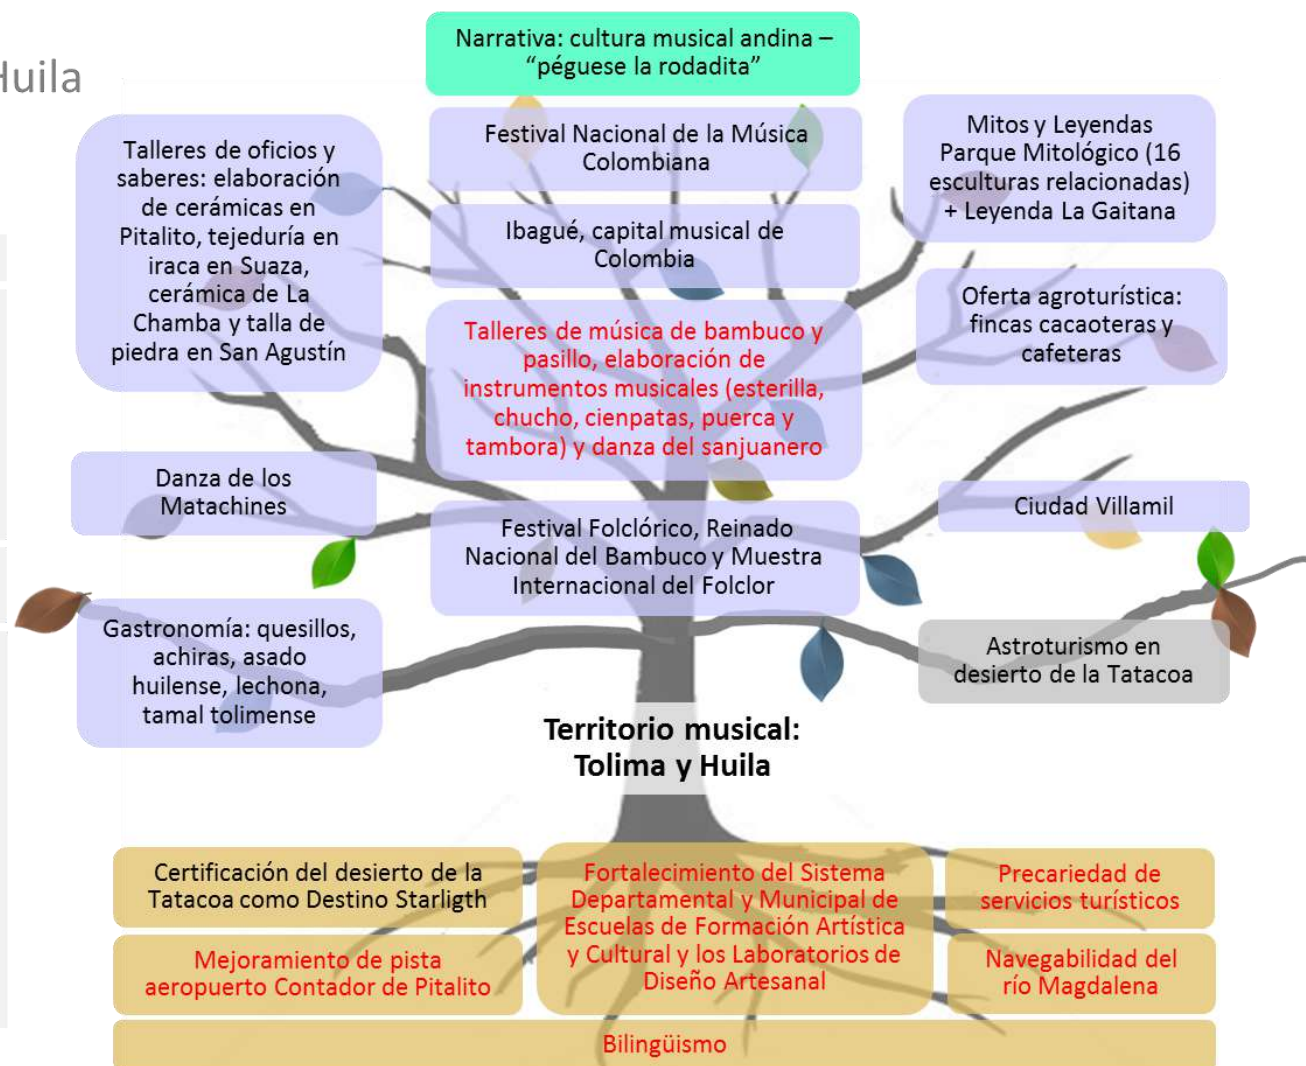 Huila
Narrativa: cultura musical andina –
“péguese la rodadita”
Talleres de oficios y
saberes: elaboración
de cerámicas en
Pitalito, tejeduría en
iraca en Suaza,
cerámica de La
Chamba y talla de
piedra en San Agustín
Festival Nacional de la Música
Colombiana
Mitos y Leyendas
Parque Mitológico (16
esculturas relacionadas)
+ Leyenda La Gaitana
Ibagué, capital musical de
Colombia
Oferta agroturística:
fincas cacaoteras y
cafeteras
Talleres de música de bambuco y
pasillo, elaboración de
instrumentos musicales (esterilla,
chucho, cienpatas, puerca y
tambora) y danza del sanjuanero
Danza de los
Matachines
Festival Folclórico, Reinado
Nacional del Bambuco y Muestra
Internacional del Folclor
Ciudad Villamil
Gastronomía: quesillos,
achiras, asado
huilense, lechona,
tamal tolimense
Astroturismo en
desierto de la Tatacoa
Territorio musical:
Tolima y Huila
Certificación del desierto de la
Tatacoa como Destino Starligth
Fortalecimiento del Sistema
Departamental y Municipal de
Escuelas de Formación Artística
y Cultural y los Laboratorios de
Diseño Artesanal
Precariedad de
servicios turísticos
Mejoramiento de pista
aeropuerto Contador de Pitalito
Navegabilidad del
río Magdalena
Bilingüismo